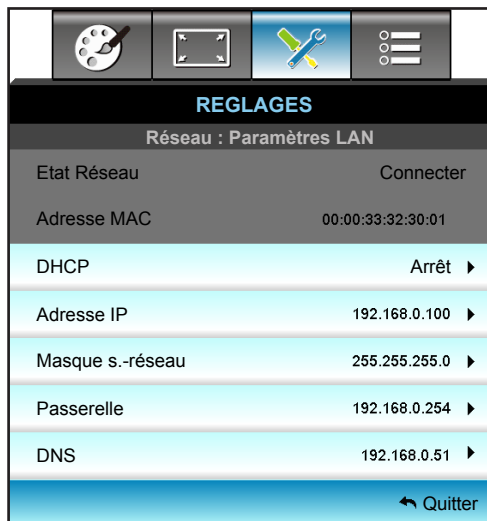 REGLAGES
Réseau : Paramètres LAN
Etat Réseau Connecter
Adresse MAC 00:00:33:32:30:01
DHCP Arrêt
Adresse IP 192.168.0.100
Masque s.-réseau 255.255.255.0
Passerelle 192.168.0.254
DNS 192.168.0.51
Quitter